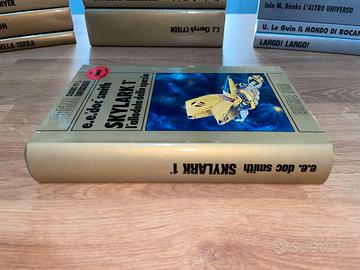 C.J. Cherryh CYTEEN
Iain M. Banks L'ALTRO UNIVERSO
U. Le Guin IL MONDO DI ROCA
LARGO! LARGO!
e.e.doc smith
SKYLARK 1°
l'allodola dello spazio
e.e. doc smith SKYLARK 1°
subito